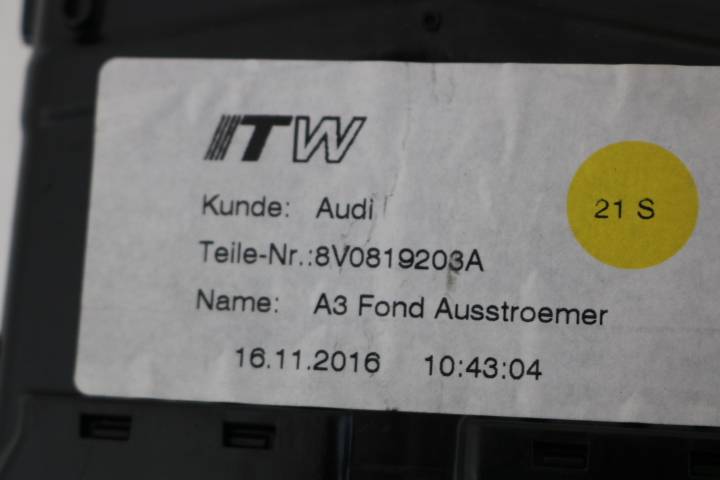 ITW
Kunde: Audi
21 S
Teile-Nr.:8V0819203A
Name: A3 Fond Ausstroemer
16.11.2016 10:43:04